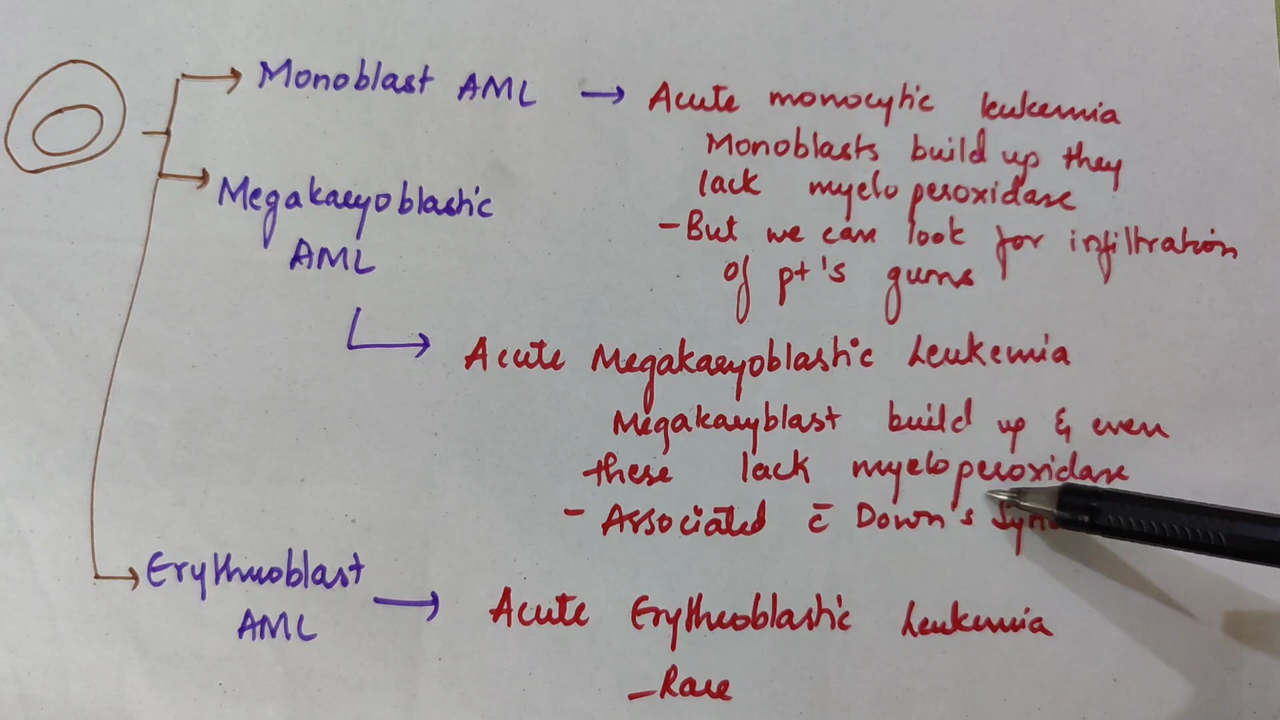 Monoblast AML → Acute monocytic leukemia
Monoblasts build up they
lack myeloperoxidase
- But we can look for infiltration
of pt's gums
Megakaryoblastic
AML
Acute Megakaryoblastic Leukemia
Megakaryblast build up & even
these lack myeloperoxidase
- Associated c̄ Down's
Erythroblast
AML → Acute Erythroblastic Leukemia
- Rare